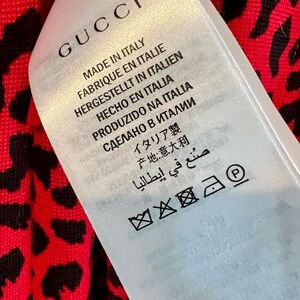 GUCCI
MADE IN ITALY
FABRIQUE EN ITALIE
HERGESTELLT IN ITALIEN
HECHO EN ITALIA
PRODUZIDO NA ITALIA
СДЕЛАНО В ИТАЛИИ
イタリア製
产地:意大利
صنع في إيطاليا